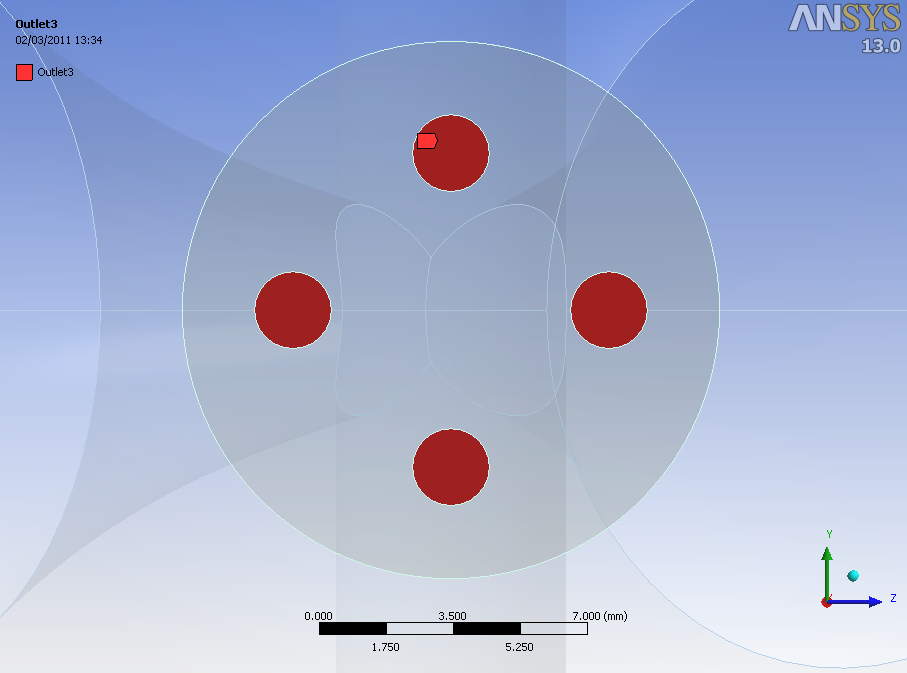 Outlet3
02/03/2011 13:34
Outlet3
ANSYS
13.0
Y
Z
0.000 3.500 7.000 (mm)
1.750 5.250